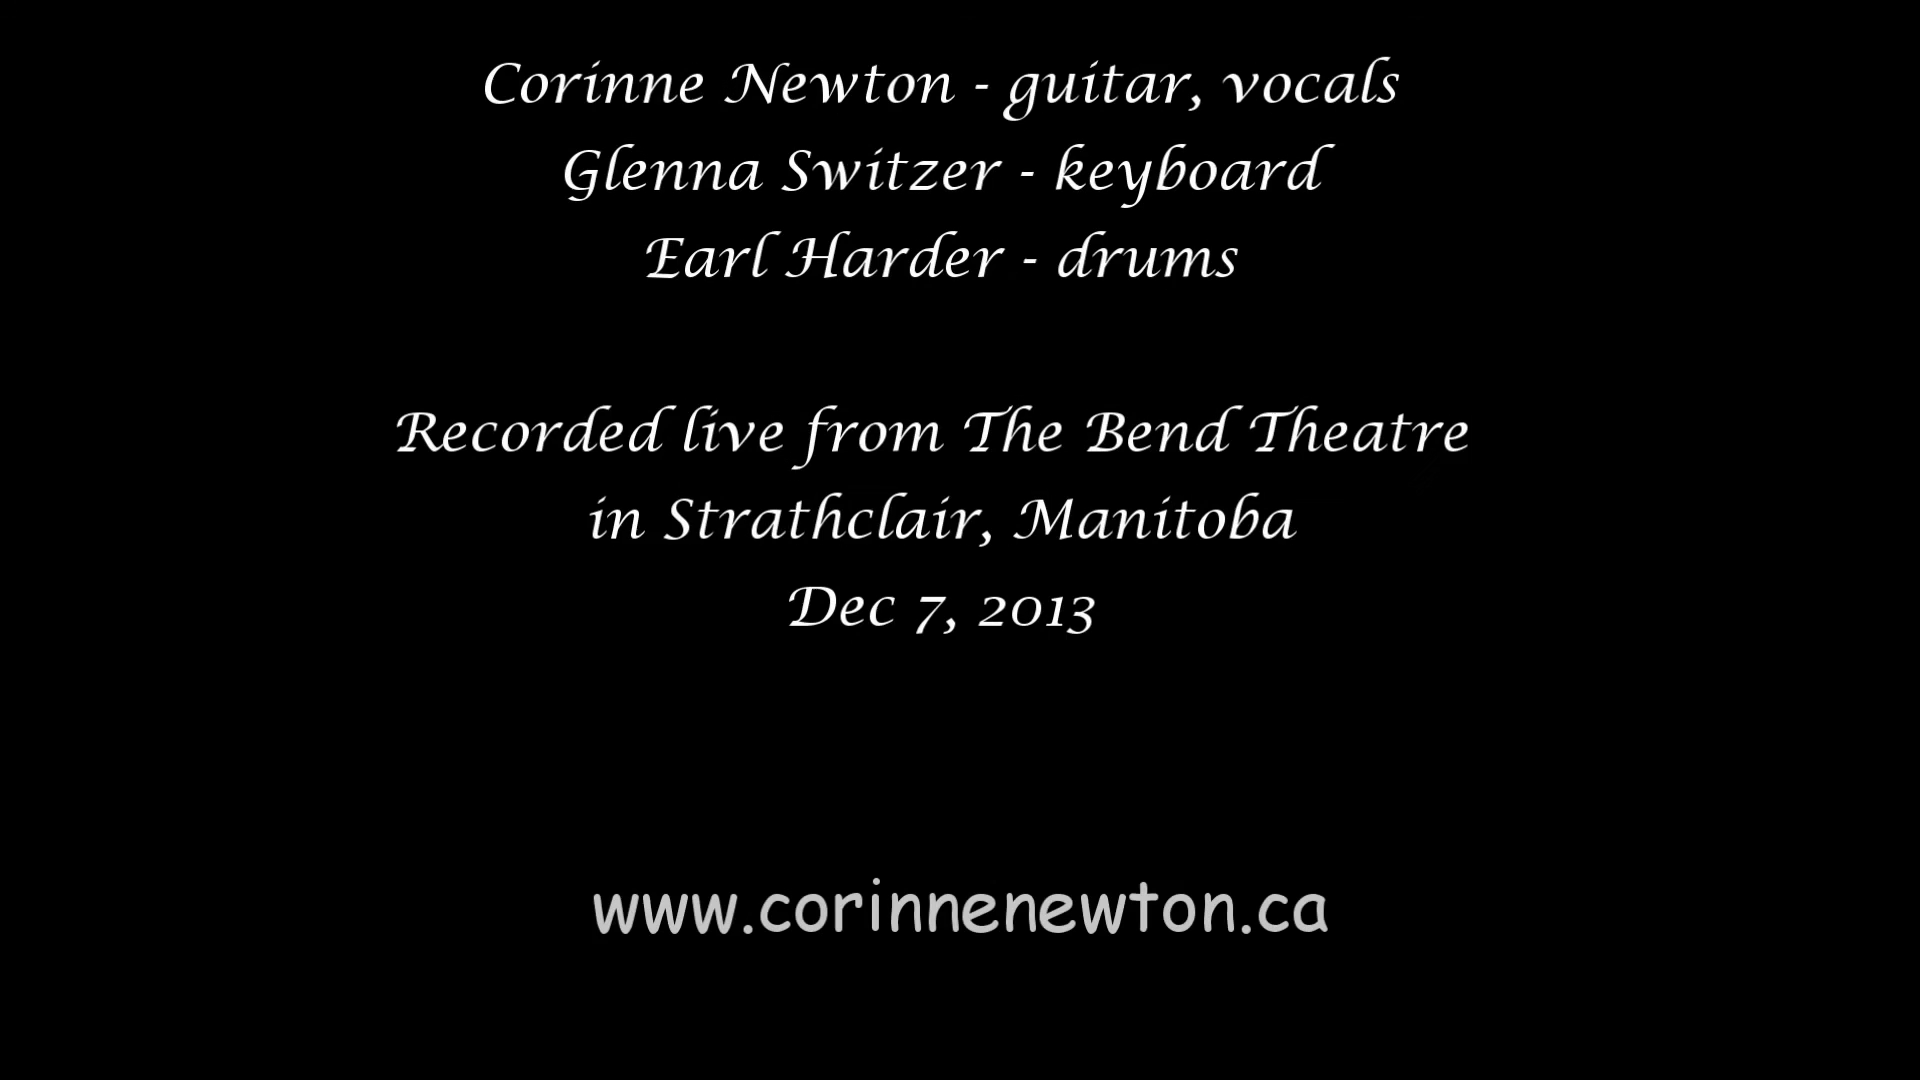 Corinne Newton - guitar, vocals
Glenna Switzer - keyboard
Earl Harder - drums
Recorded live from The Bend Theatre
in Strathclair, Manitoba
Dec 7, 2013
www.corinnenewton.ca